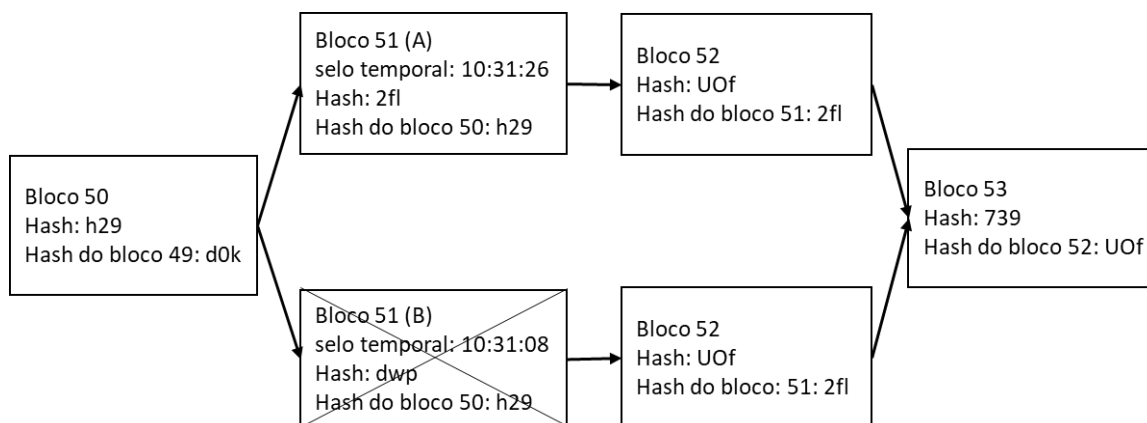 Bloco 50
Hash: h29
Hash do bloco 49: d0k
Bloco 51 (A)
selo temporal: 10:31:26
Hash: 2fl
Hash do bloco 50: h29
Bloco 52
Hash: UOf
Hash do bloco 51: 2fl
Bloco 51 (B)
selo temporal: 10:31:08
Hash: dwp
Hash do bloco 50: h29
Bloco 52
Hash: UOf
Hash do bloco: 51: 2fl
Bloco 53
Hash: 739
Hash do bloco 52: UOf